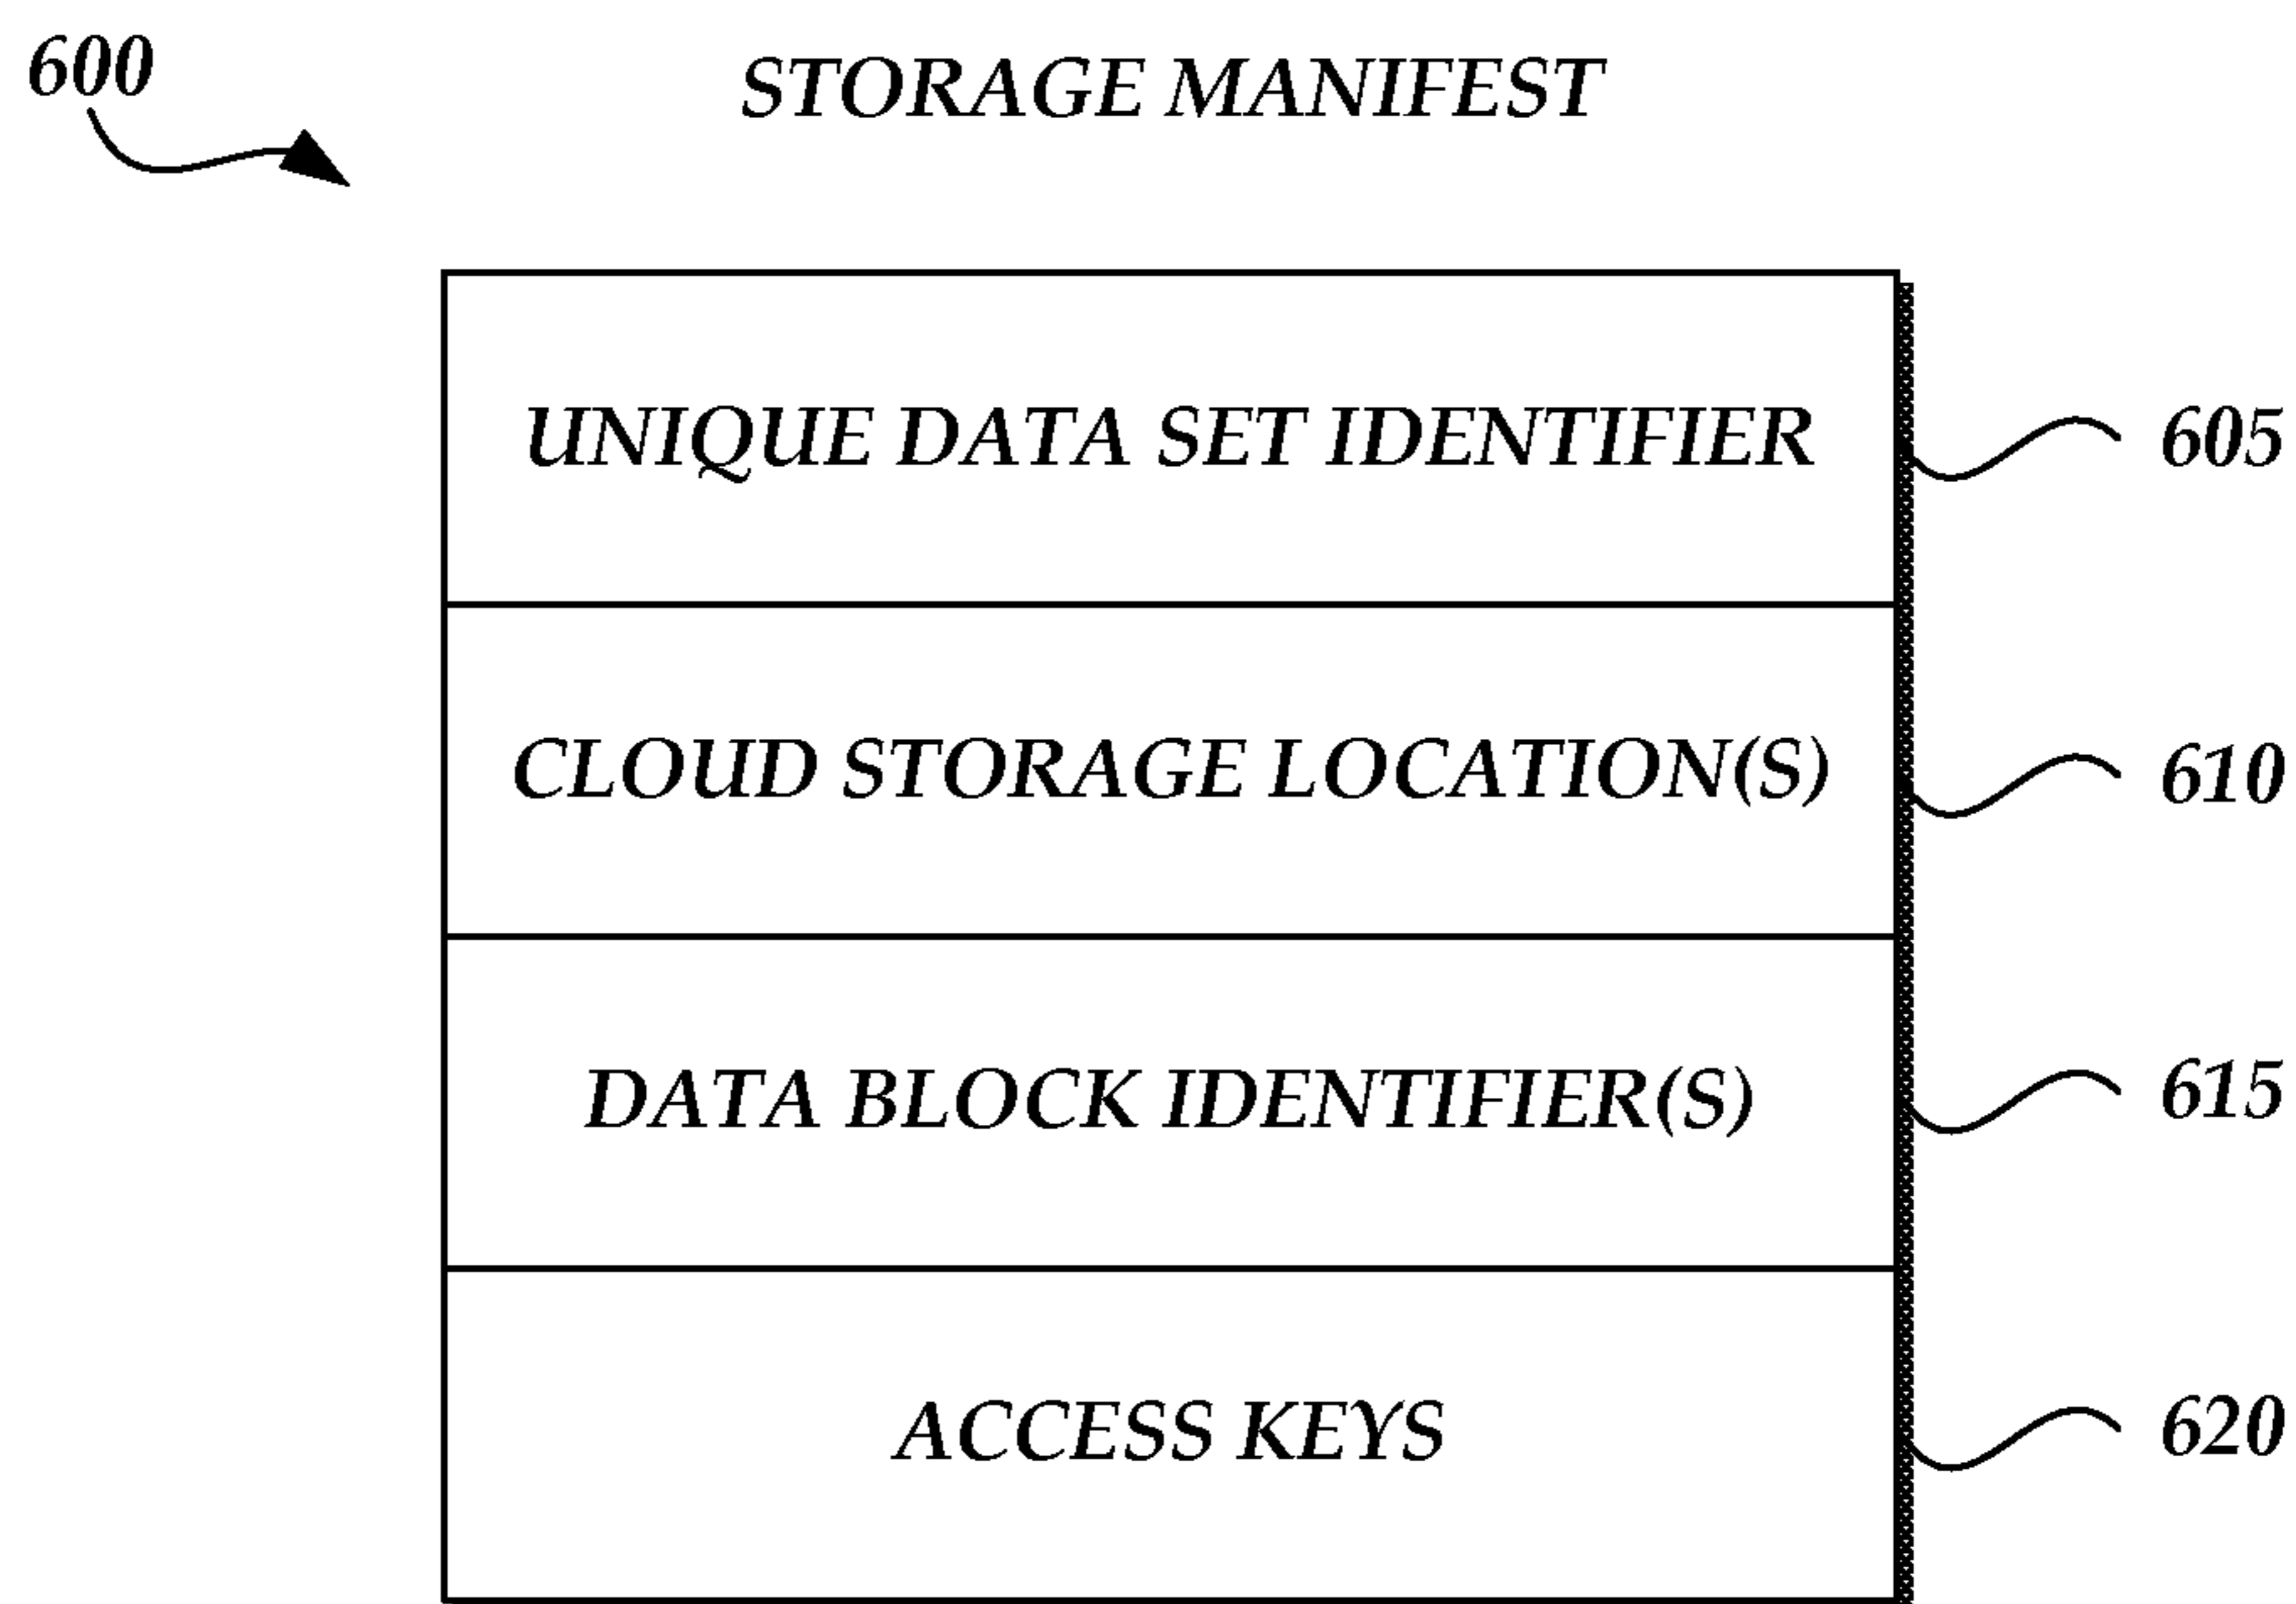 600
STORAGE MANIFEST
UNIQUE DATA SET IDENTIFIER
605
CLOUD STORAGE LOCATION(S)
610
DATA BLOCK IDENTIFIER(S)
615
ACCESS KEYS
620